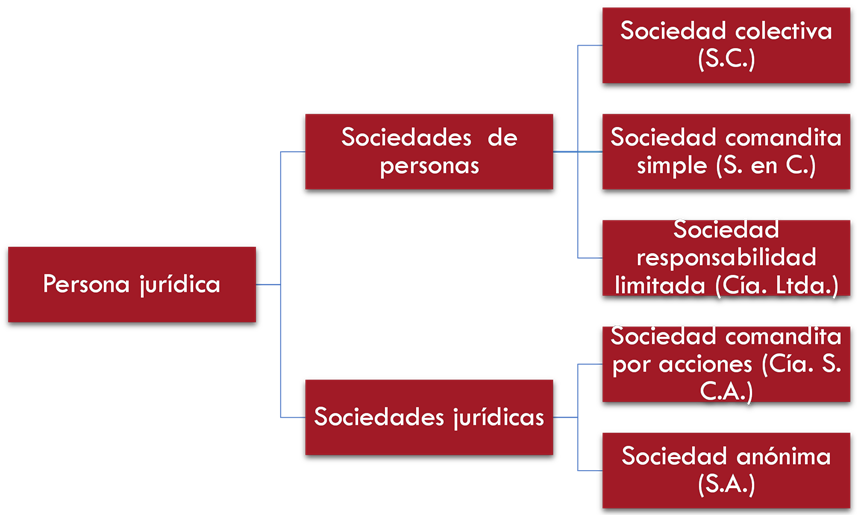 Persona jurídica
Sociedades de
personas
Sociedad colectiva
(S.C.)
Sociedad comandita
simple (S. en C.)
Sociedad
responsabilidad
limitada (Cía. Ltda.)
Sociedades jurídicas
Sociedad comandita
por acciones (Cía. S.
C.A.)
Sociedad anónima
(S.A.)